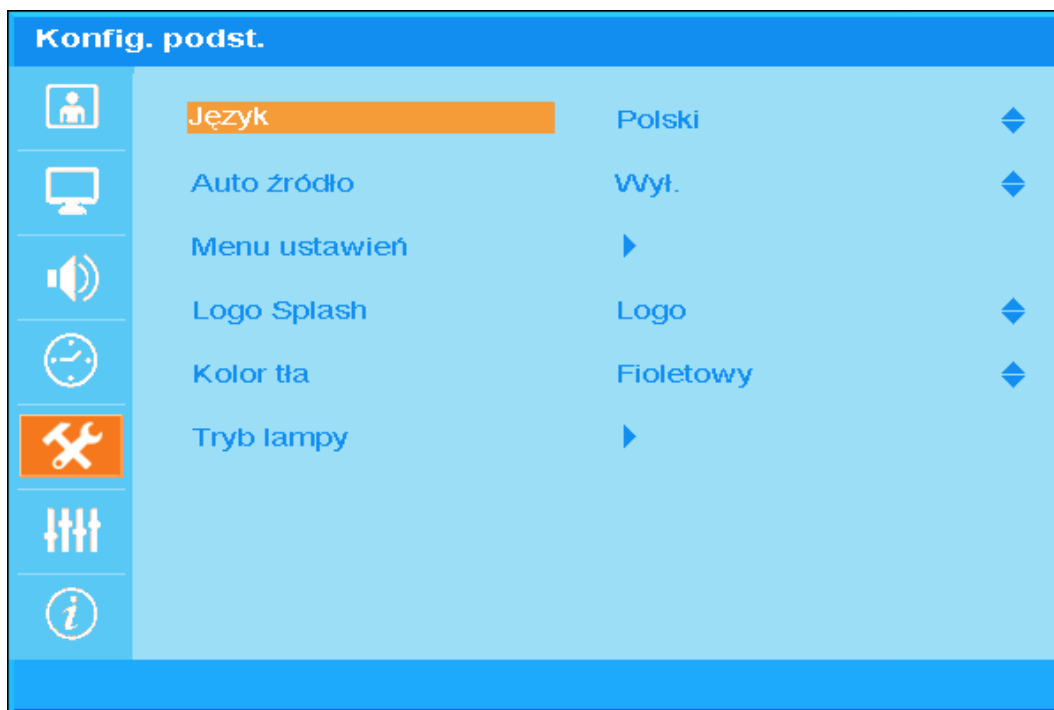 Konfig. podst.
Język Polski
Auto źródło Wył.
Menu ustawień
Logo Splash Logo
Kolor tła Fioletowy
Tryb lampy
i